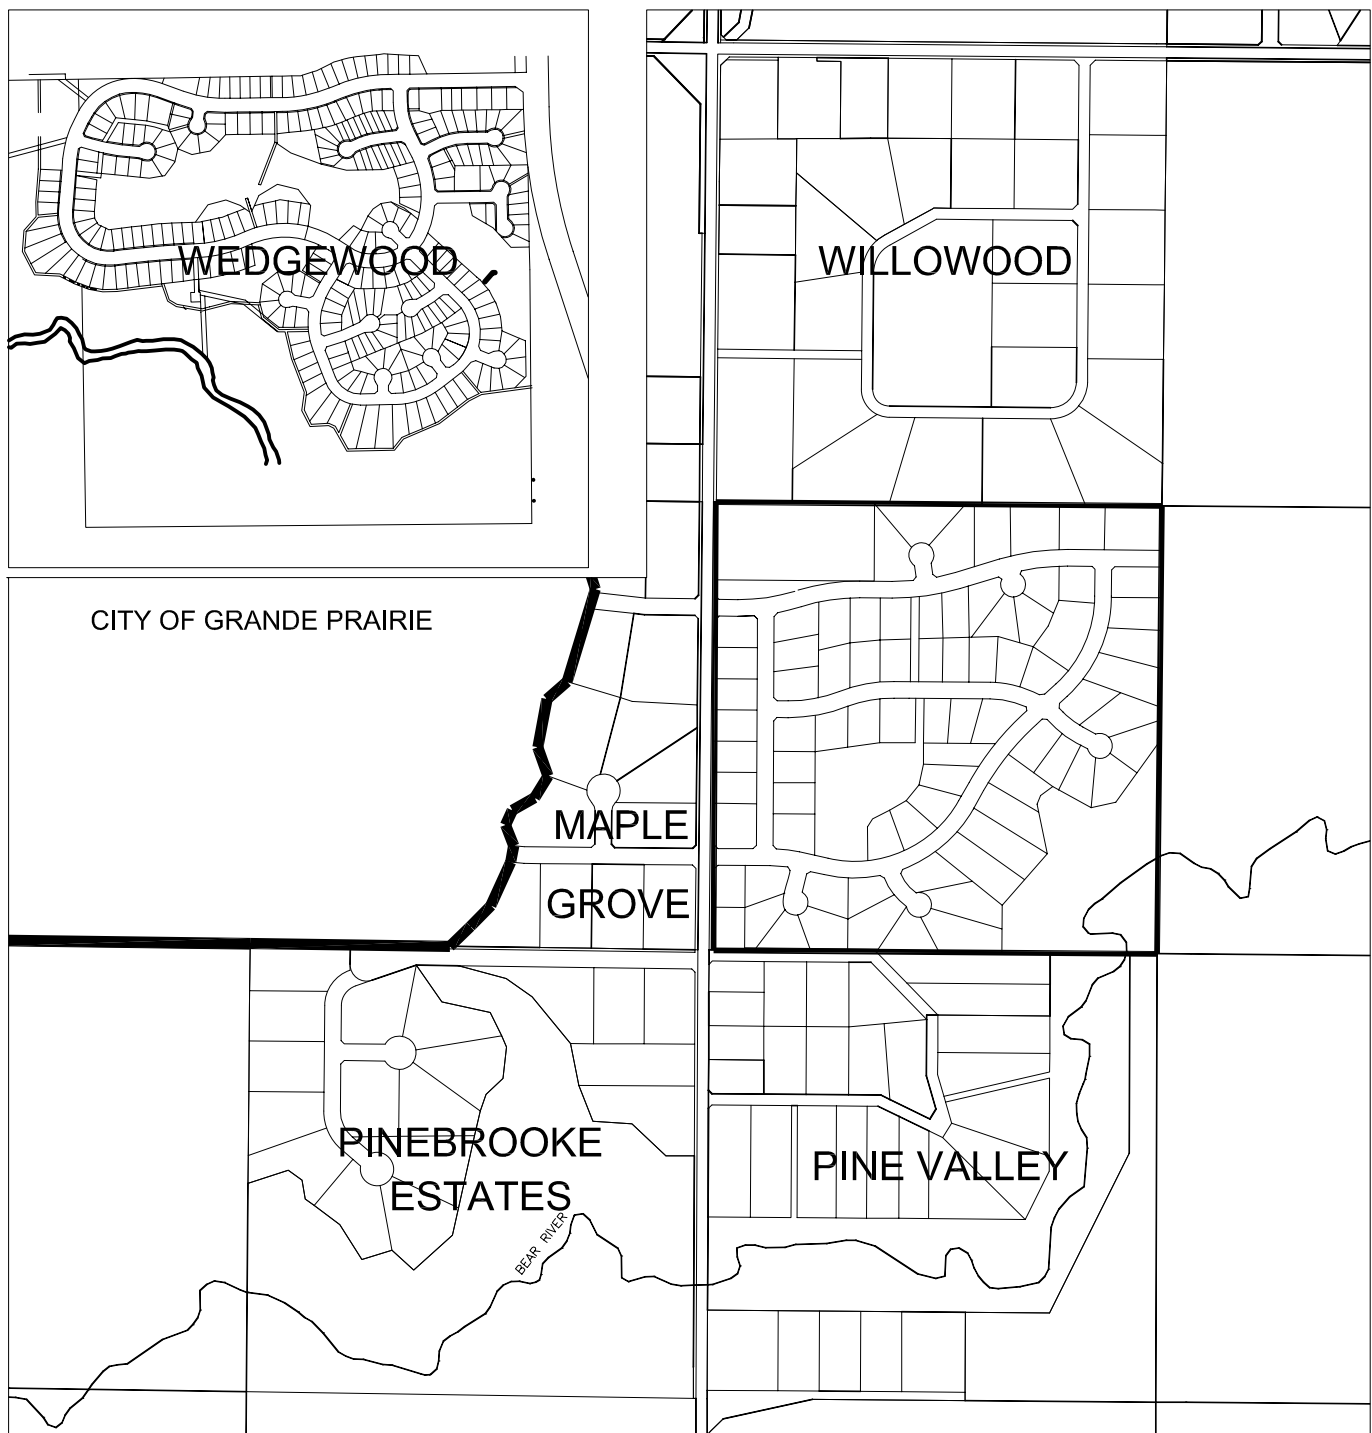 WEDGEWOOD
WILLOWOOD
CITY OF GRANDE PRAIRIE
MAPLE
GROVE
PINEBROOKE
ESTATES
PINE VALLEY
BEAR RIVER